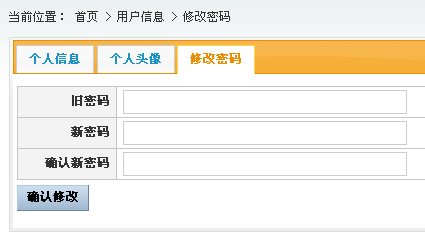 当前位置： 首页 > 用户信息 > 修改密码
个人信息 个人头像 修改密码
旧密码
新密码
确认新密码
确认修改